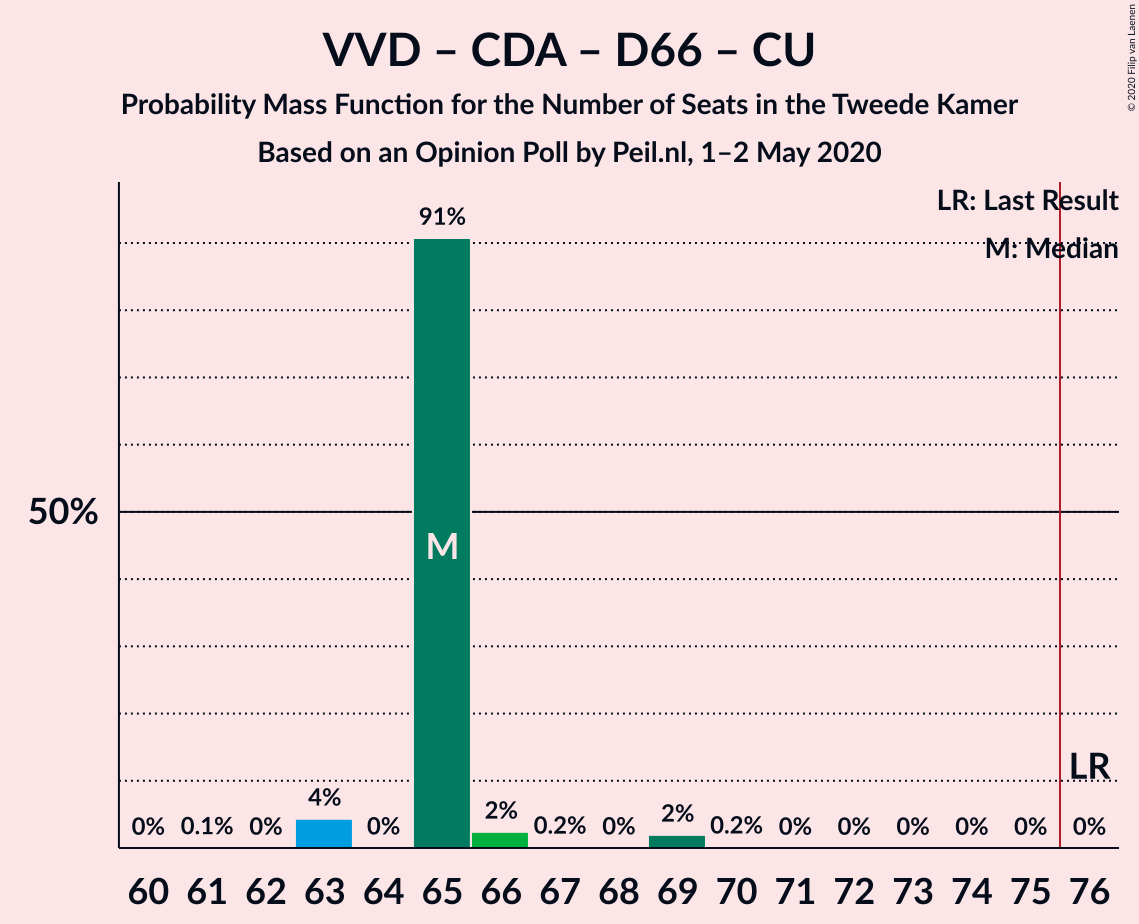 VVD – CDA – D66 – CU
Probability Mass Function for the Number of Seats in the Tweede Kamer
Based on an Opinion Poll by Peil.nl, 1–2 May 2020
© 2020 Filip van Laenen
LR: Last Result
M: Median
91%
50%
M
LR
0% 0.1% 0% 4% 0% 2% 0.2% 0% 2% 0.2% 0% 0% 0% 0% 0% 0%
60 61 62 63 64 65 66 67 68 69 70 71 72 73 74 75 76